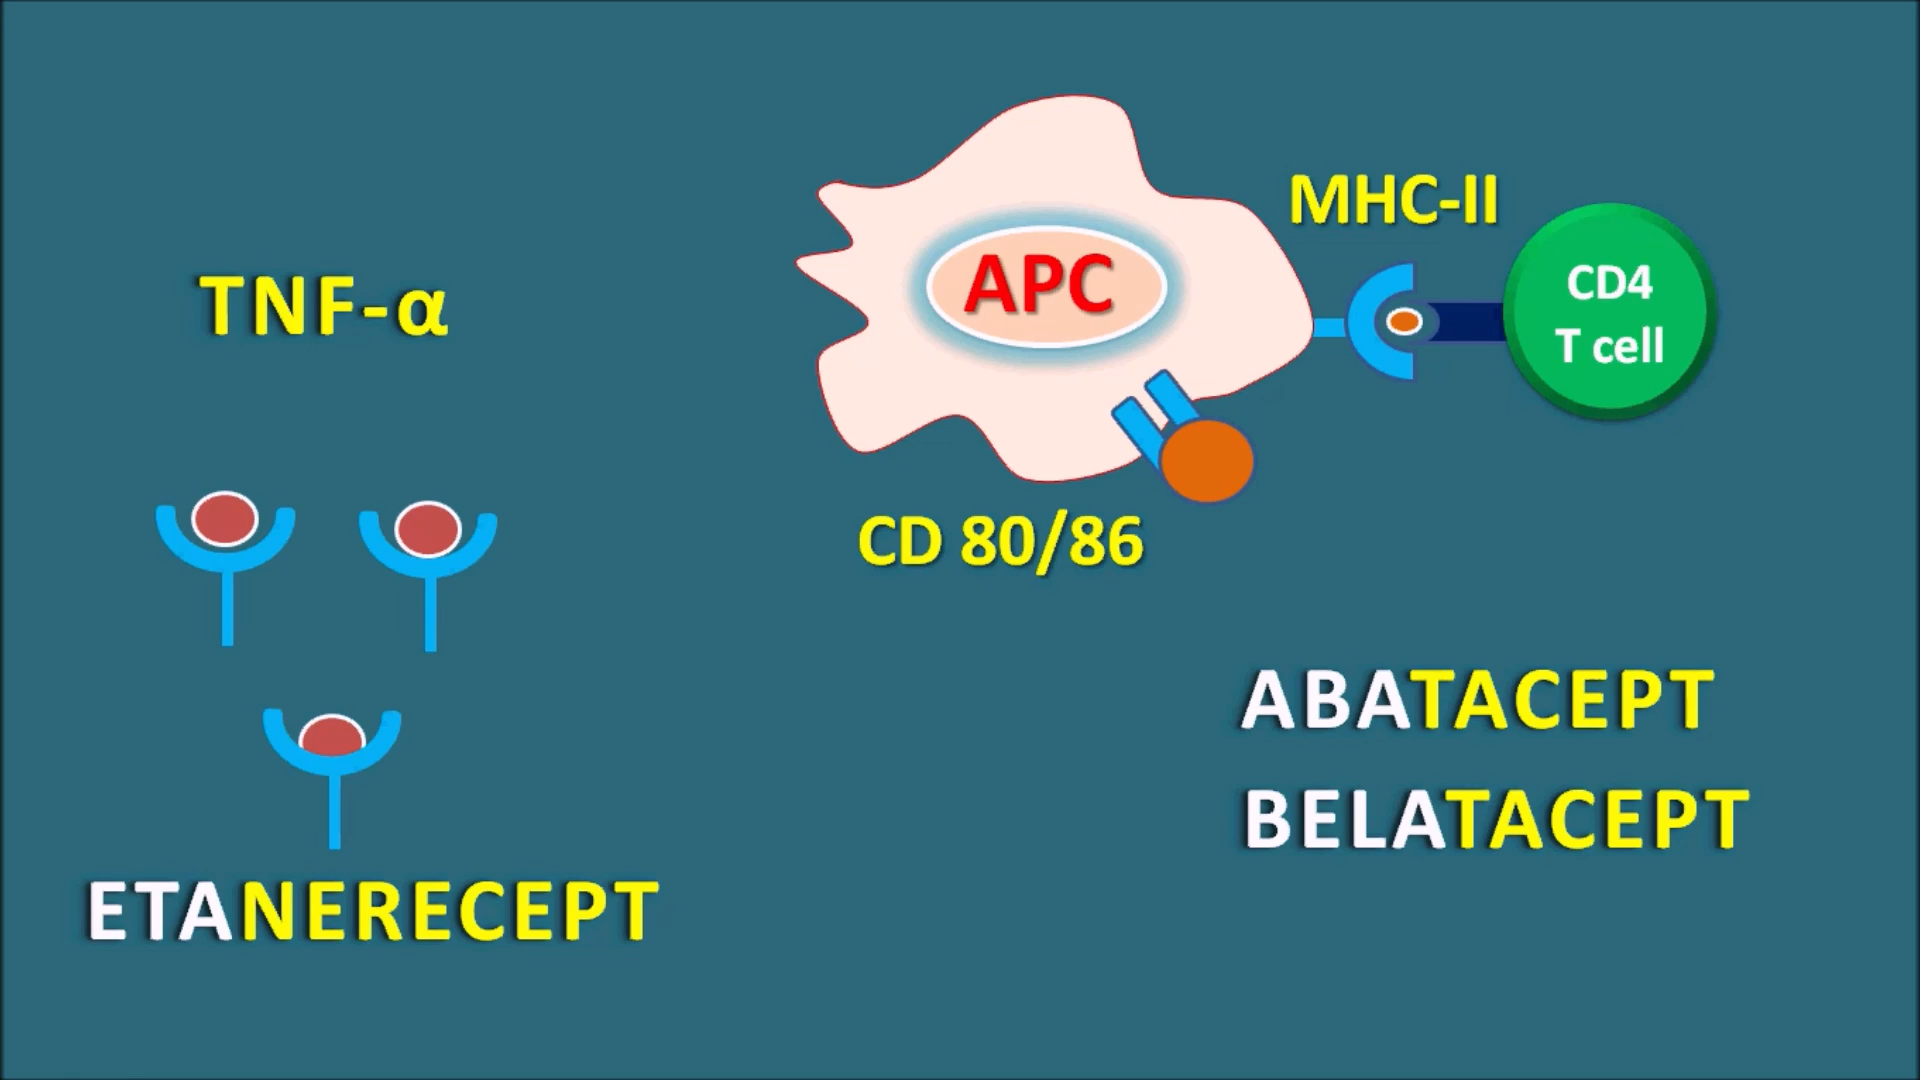 TNF-α
APC
MHC-II
CD4
T cell
CD 80/86
ABATACEPT
BELATACEPT
ETANERECEPT